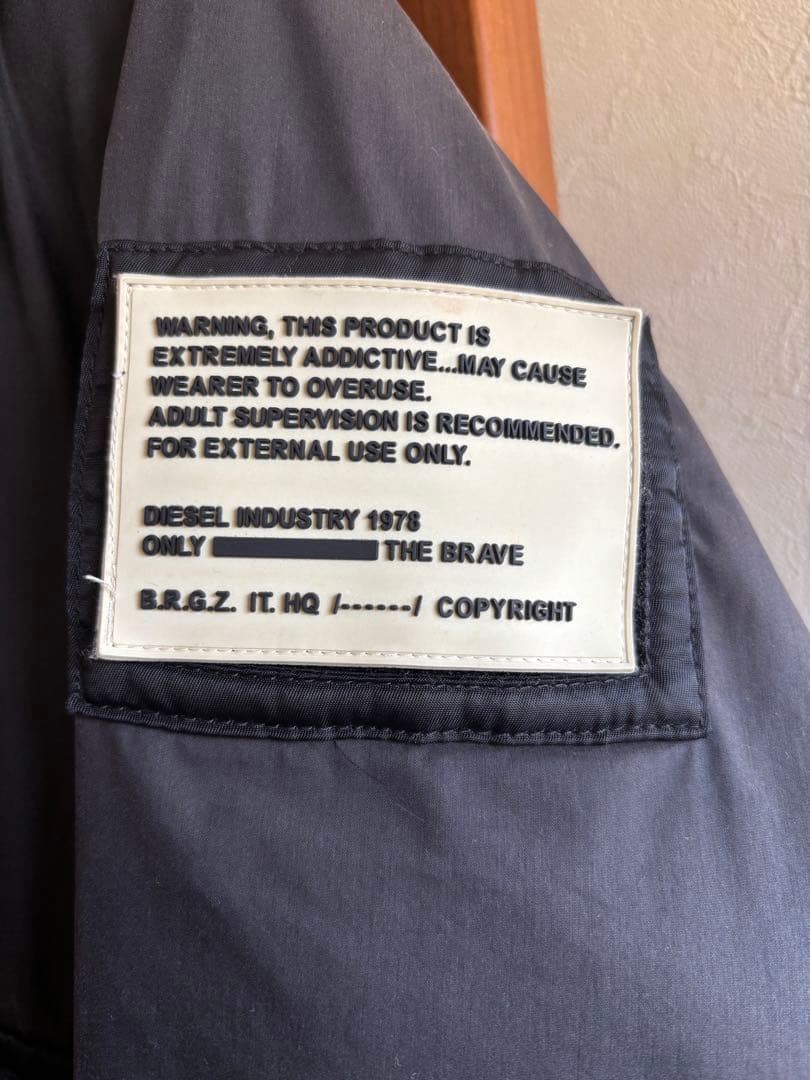 WARNING, THIS PRODUCT IS
EXTREMELY ADDICTIVE...MAY CAUSE
WEARER TO OVERUSE.
ADULT SUPERVISION IS RECOMMENDED.
FOR EXTERNAL USE ONLY.
DIESEL INDUSTRY 1978
ONLY THE BRAVE
B.R.G.Z. IT. HQ /------/ COPYRIGHT